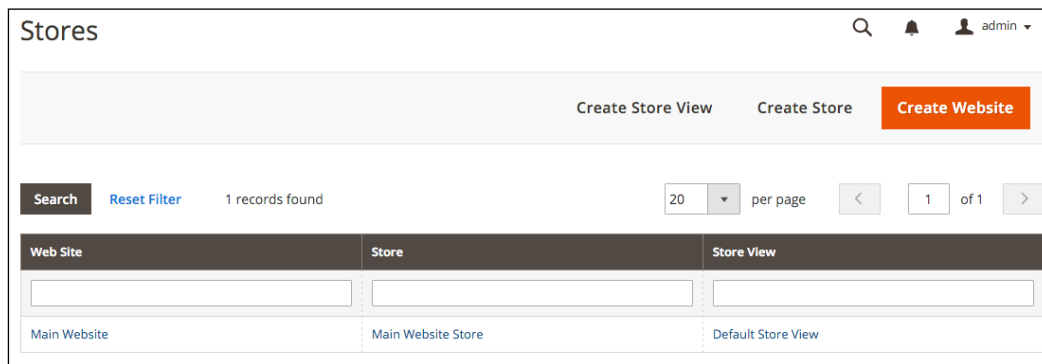 Stores
admin
Create Store View Create Store Create Website
Search Reset Filter 1 records found 20 per page 1 of 1
Web Site Store Store View
Main Website Main Website Store Default Store View